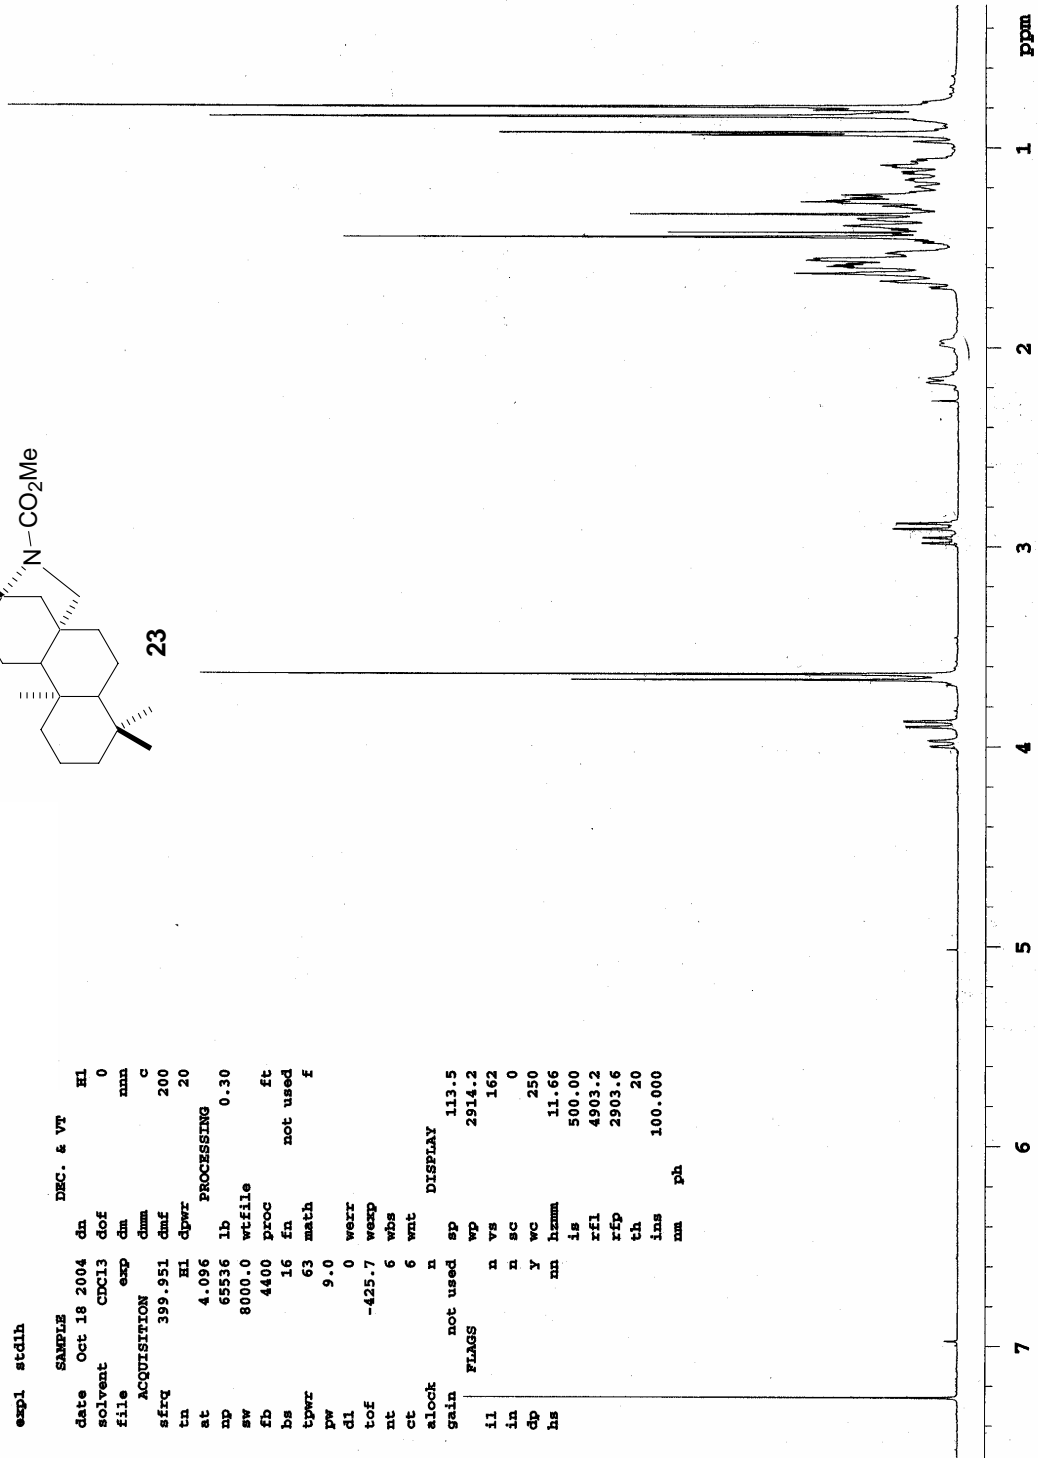 exp1 stdlh
SAMPLE DEC. & VT
date Oct 18 2004 dn H1
solvent CDCl3 dof 0
file exp dm nnn
ACQUISITION dmm c
sfrq 399.951 dmf 200
tn H1 dpwr 20
at 4.096 PROCESSING
np 65536 lb 0.30
sw 8000.0 wtfile
fb 4400 proc ft
bs 16 fn not used
tpwr 63 math f
pw 9.0
d1 0 werr
tof -425.7 wexp
nt 6 wbs
ct 6 wnt
alock n DISPLAY
gain not used sp 113.5
FLAGS wp 2914.2
il n vs 162
in n sc 0
dp y wc 250
hs nn hzmm 11.66
is 500.00
rfl 4903.2
rfp 2903.6
th 20
ins 100.000
nm ph
N–CO2Me
23
7 6 5 4 3 2 1 ppm